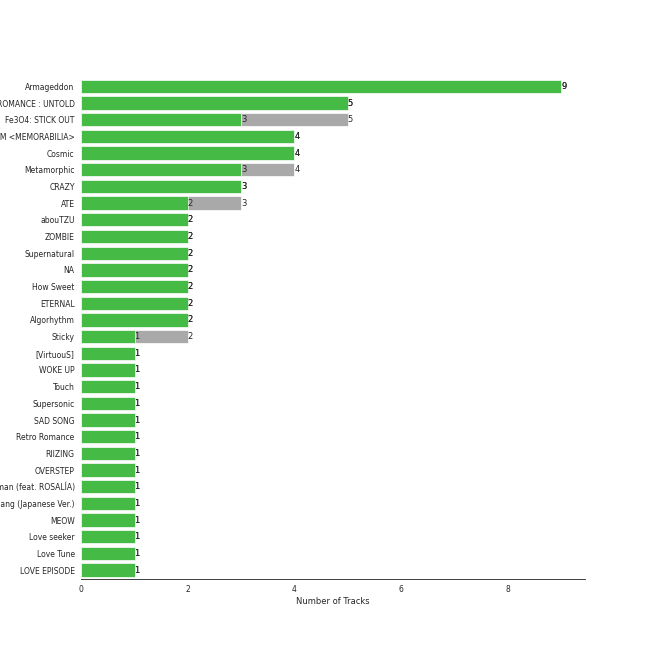 Armageddon 9
ROMANCE : UNTOLD 5
Fe3O4: STICK OUT 3 5
M <MEMORABILIA> 4
Cosmic 4
Metamorphic 3 4
CRAZY 3
ATE 2 3
abouTZU 2
ZOMBIE 2
Supernatural 2
NA 2
How Sweet 2
ETERNAL 2
Algorhythm 2
Sticky 1 2
[VirtuouS] 1
WOKE UP 1
Touch 1
Supersonic 1
SAD SONG 1
Retro Romance 1
RIIZING 1
OVERSTEP 1
man (feat. ROSALÍA) 1
ang (Japanese Ver.) 1
MEOW 1
Love seeker 1
Love Tune 1
LOVE EPISODE 1
0 2 4 6 8
Number of Tracks